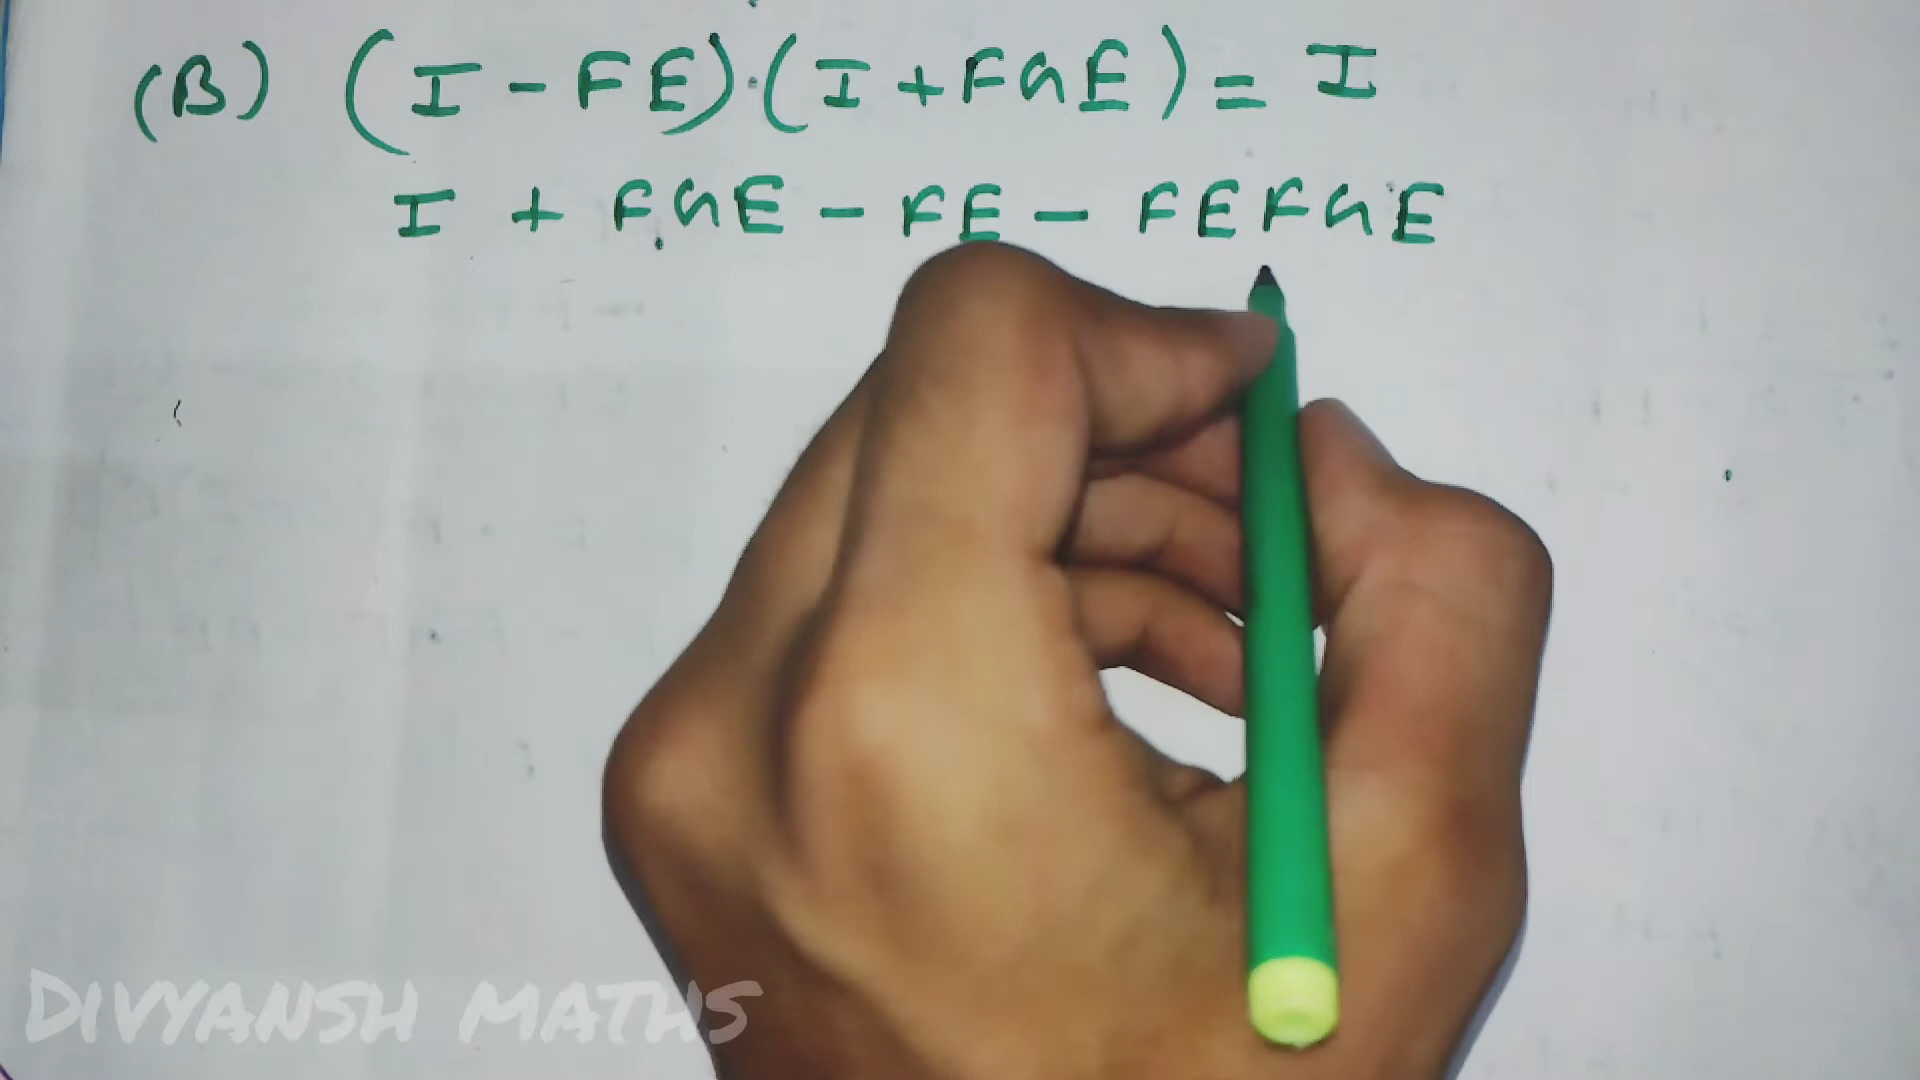 (B) (I - FE)·(I + FGE) = I
I + FGE - FE - FEFGE
DIVYANSH MATHS